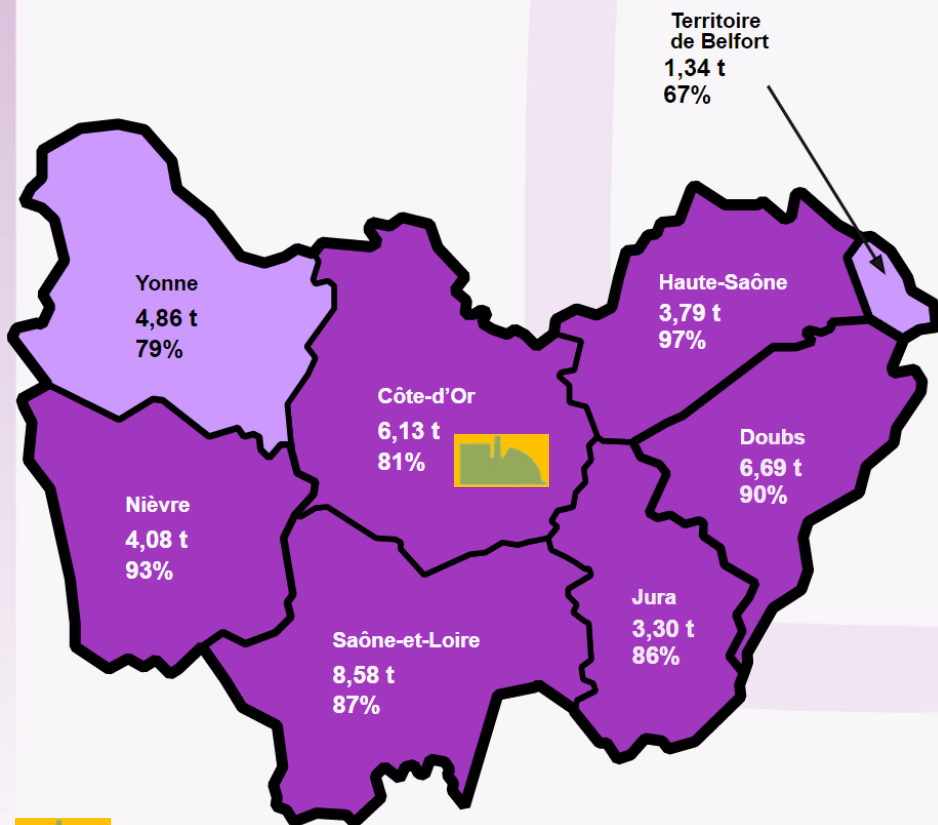 Territoire
de Belfort
1,34 t
67%
Yonne
4,86 t
79%
Haute-Saône
3,79 t
97%
Côte-d'Or
6,13 t
81%
Doubs
6,69 t
90%
Nièvre
4,08 t
93%
Jura
3,30 t
86%
Saône-et-Loire
8,58 t
87%